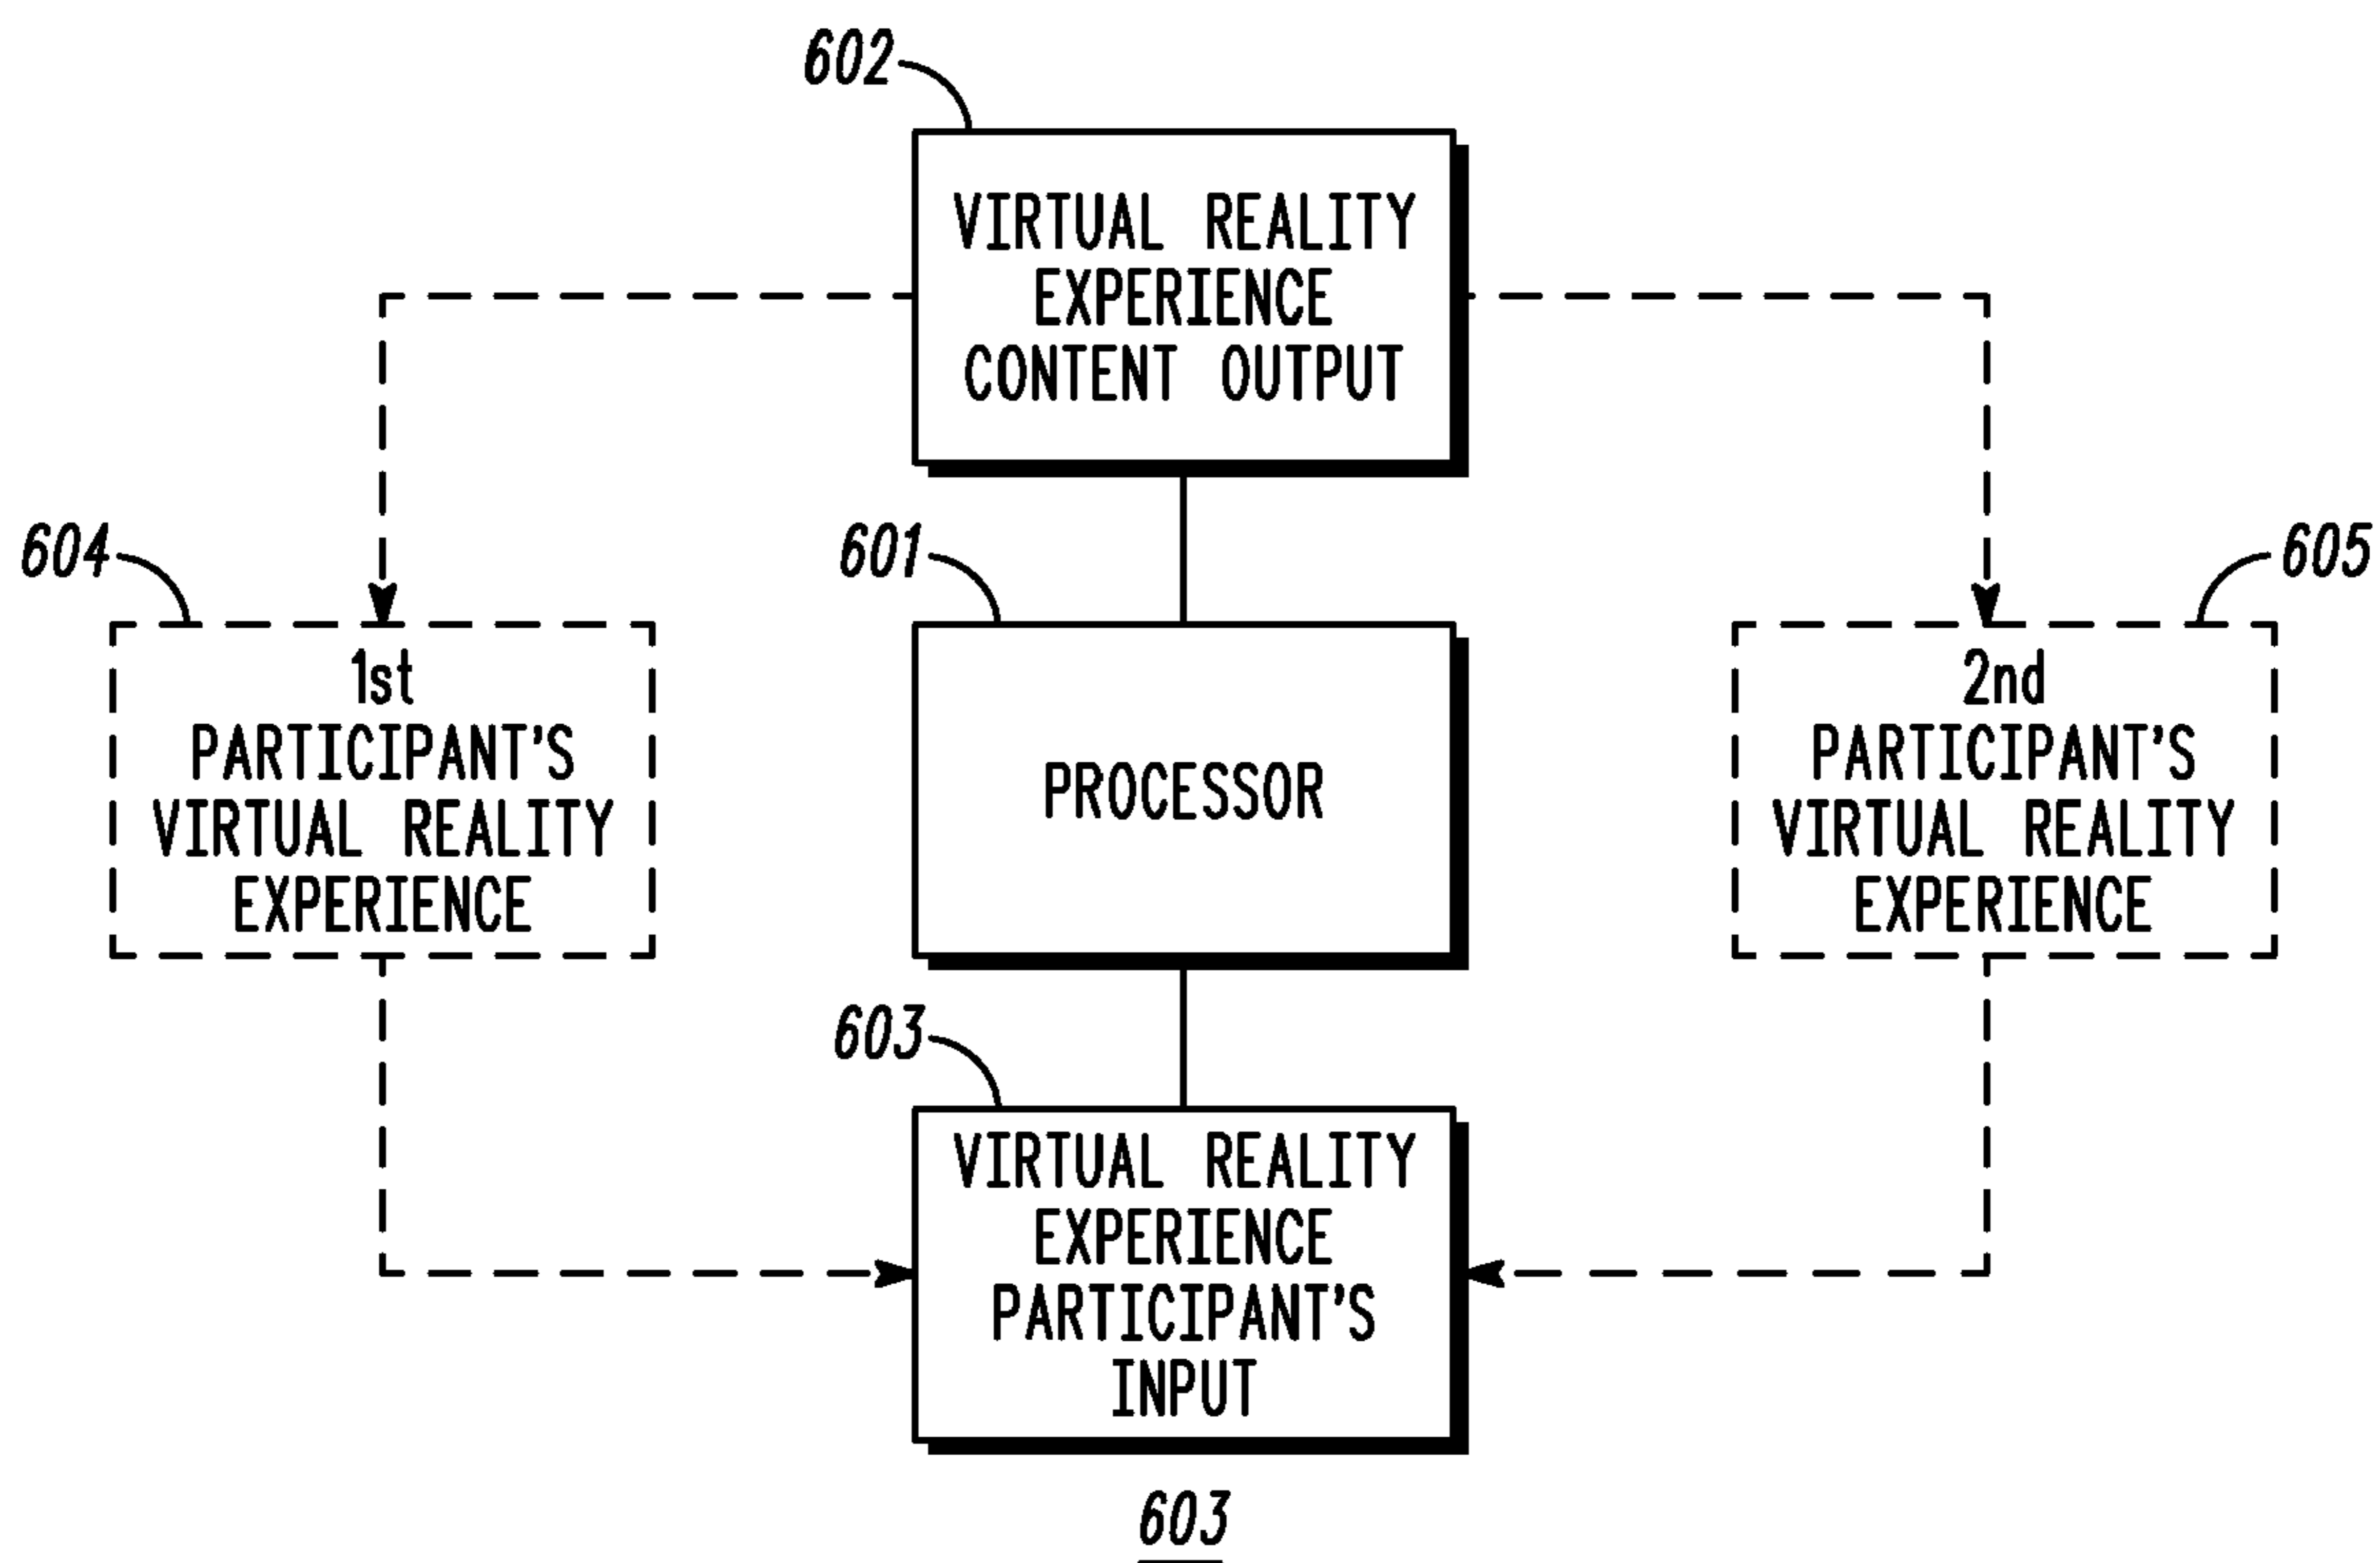 602
VIRTUAL REALITY
EXPERIENCE
CONTENT OUTPUT
604
601
605
1st
PARTICIPANT'S
VIRTUAL REALITY
EXPERIENCE
PROCESSOR
2nd
PARTICIPANT'S
VIRTUAL REALITY
EXPERIENCE
603
VIRTUAL REALITY
EXPERIENCE
PARTICIPANT'S
INPUT
603